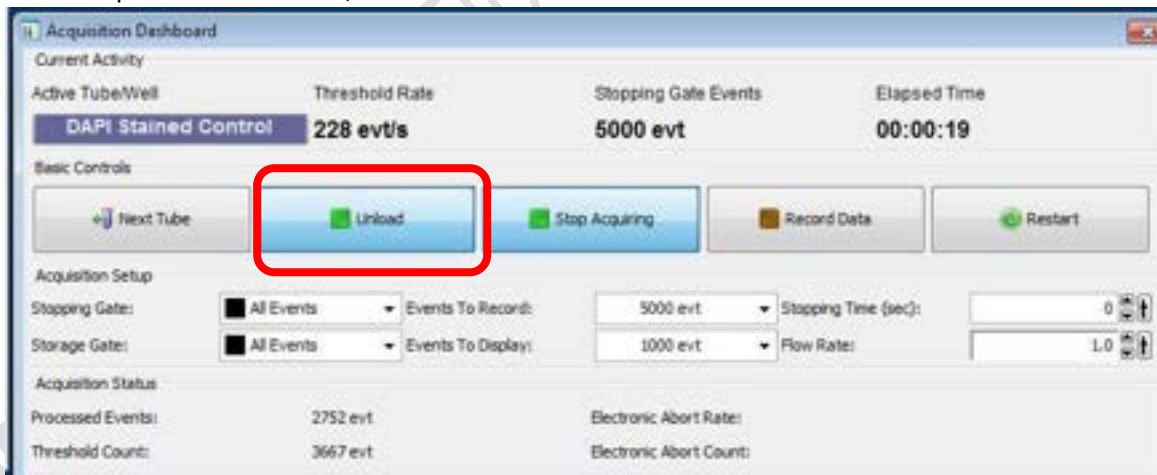 Acquisition Dashboard
Current Activity
Active Tube/Well Threshold Rate Stopping Gate Events Elapsed Time
DAPI Stained Control 228 evt/s 5000 evt 00:00:19
Basic Controls
Next Tube Unload Stop Acquiring Record Data Restart
Acquisition Setup
Stopping Gate: All Events Events To Record: 5000 evt Stopping Time (sec): 0
Storage Gate: All Events Events To Display: 1000 evt Flow Rate: 1.0
Acquisition Status
Processed Events: 2752 evt Electronic Abort Rate:
Threshold Count: 3667 evt Electronic Abort Count: